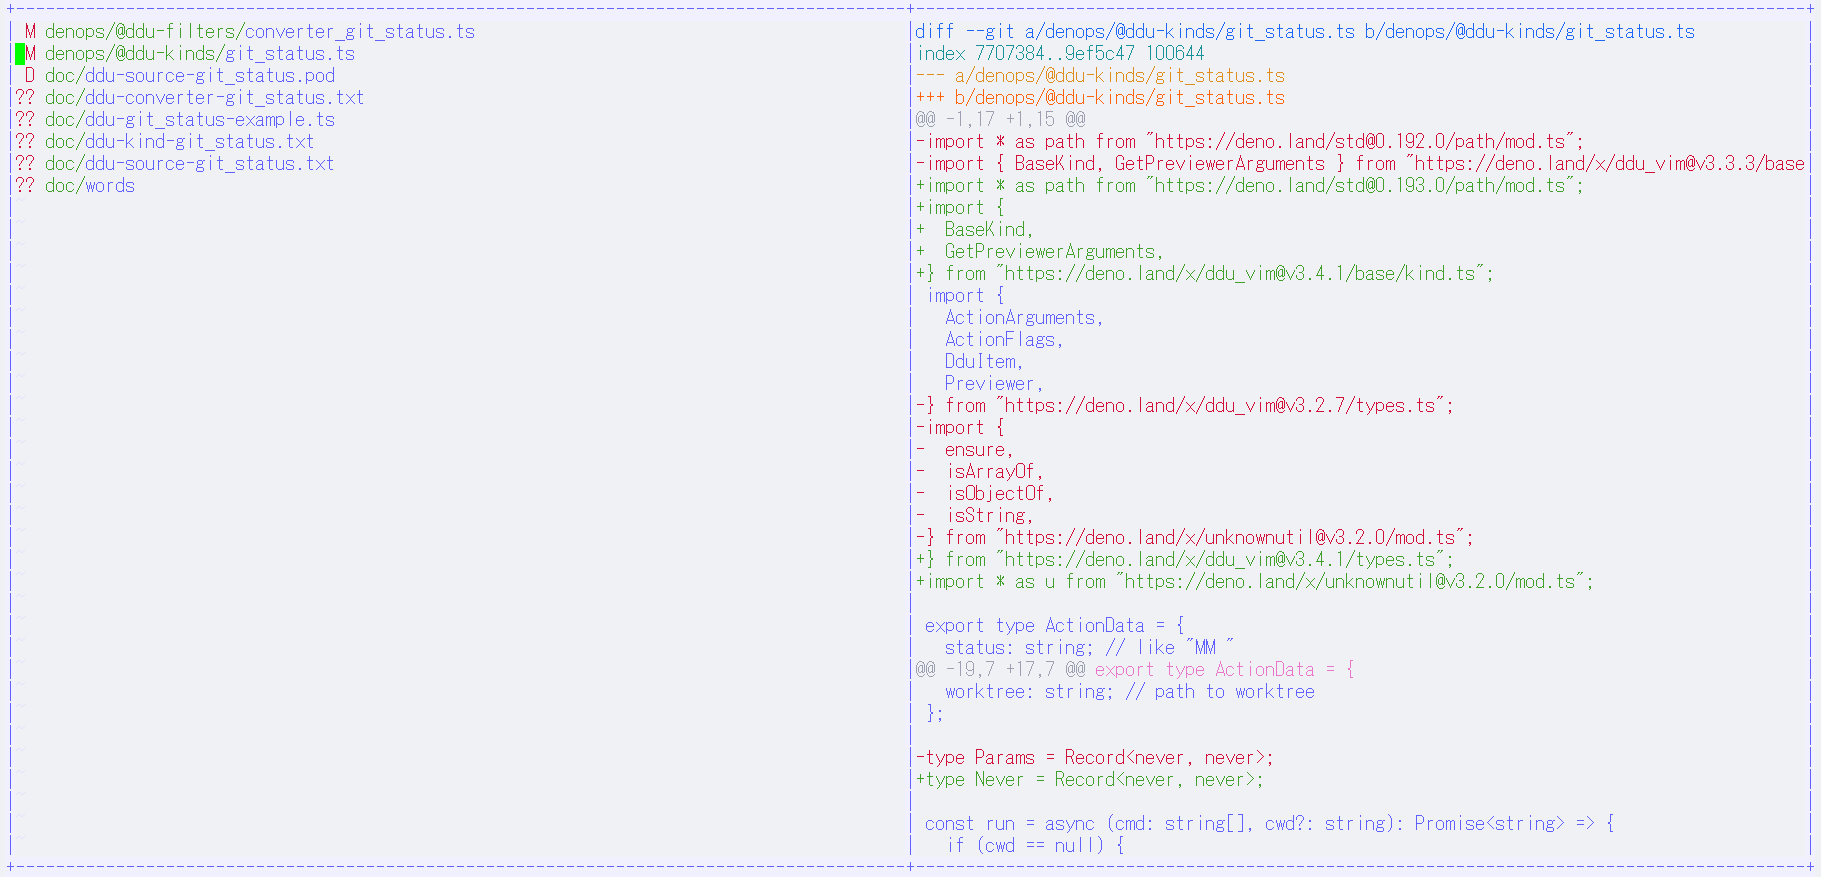 M denops/@ddu-filters/converter_git_status.ts
 M denops/@ddu-kinds/git_status.ts
 D doc/ddu-source-git_status.pod
?? doc/ddu-converter-git_status.txt
?? doc/ddu-git_status-example.ts
?? doc/ddu-kind-git_status.txt
?? doc/ddu-source-git_status.txt
?? doc/words
diff --git a/denops/@ddu-kinds/git_status.ts b/denops/@ddu-kinds/git_status.ts
index 7707384..9ef5c47 100644
--- a/denops/@ddu-kinds/git_status.ts
+++ b/denops/@ddu-kinds/git_status.ts
@@ -1,17 +1,15 @@
-import * as path from "https://deno.land/std@0.192.0/path/mod.ts";
-import { BaseKind, GetPreviewerArguments } from "https://deno.land/x/ddu_vim@v3.3.3/base
+import * as path from "https://deno.land/std@0.193.0/path/mod.ts";
+import {
+  BaseKind,
+  GetPreviewerArguments,
+} from "https://deno.land/x/ddu_vim@v3.4.1/base/kind.ts";
 import {
   ActionArguments,
   ActionFlags,
   DduItem,
   Previewer,
-} from "https://deno.land/x/ddu_vim@v3.2.7/types.ts";
-import {
-  ensure,
-  isArrayOf,
-  isObjectOf,
-  isString,
-} from "https://deno.land/x/unknownutil@v3.2.0/mod.ts";
+} from "https://deno.land/x/ddu_vim@v3.4.1/types.ts";
+import * as u from "https://deno.land/x/unknownutil@v3.2.0/mod.ts";
 export type ActionData = {
   status: string; // like "MM "
@@ -19,7 +17,7 @@ export type ActionData = {
   worktree: string; // path to worktree
 };
-type Params = Record<never, never>;
+type Never = Record<never, never>;
 const run = async (cmd: string[], cwd?: string): Promise<string> => {
   if (cwd == null) {